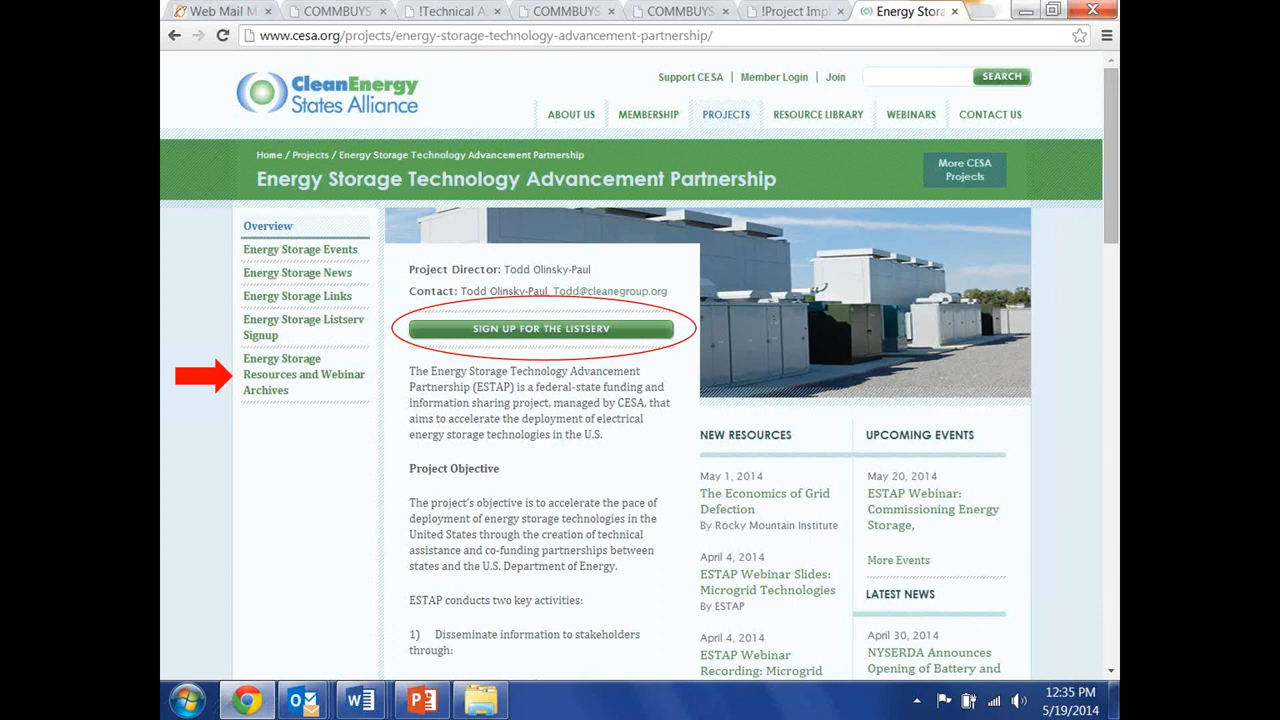 Web Mail M
COMMBUYS
!Technical A
COMMBUYS
COMMBUYS
!Project Imp
Energy Stora
www.cesa.org/projects/energy-storage-technology-advancement-partnership/
CleanEnergy
States Alliance
Support CESA | Member Login | Join
SEARCH
ABOUT US
MEMBERSHIP
PROJECTS
RESOURCE LIBRARY
WEBINARS
CONTACT US
Home / Projects / Energy Storage Technology Advancement Partnership
Energy Storage Technology Advancement Partnership
More CESA
Projects
Overview
Energy Storage Events
Energy Storage News
Energy Storage Links
Energy Storage Listserv
Signup
Energy Storage
Resources and Webinar
Archives
Project Director: Todd Olinsky-Paul
Contact: Todd Olinsky-Paul, Todd@cleanegroup.org
SIGN UP FOR THE LISTSERV
The Energy Storage Technology Advancement
Partnership (ESTAP) is a federal-state funding and
information sharing project, managed by CESA, that
aims to accelerate the deployment of electrical
energy storage technologies in the U.S.
Project Objective
The project's objective is to accelerate the pace of
deployment of energy storage technologies in the
United States through the creation of technical
assistance and co-funding partnerships between
states and the U.S. Department of Energy.
ESTAP conducts two key activities:
1) Disseminate information to stakeholders
through:
NEW RESOURCES
May 1, 2014
The Economics of Grid
Defection
By Rocky Mountain Institute
April 4, 2014
ESTAP Webinar Slides:
Microgrid Technologies
By ESTAP
April 4, 2014
ESTAP Webinar
Recording: Microgrid
UPCOMING EVENTS
May 20, 2014
ESTAP Webinar:
Commissioning Energy
Storage,
More Events
LATEST NEWS
April 30, 2014
NYSERDA Announces
Opening of Battery and
12:35 PM
5/19/2014